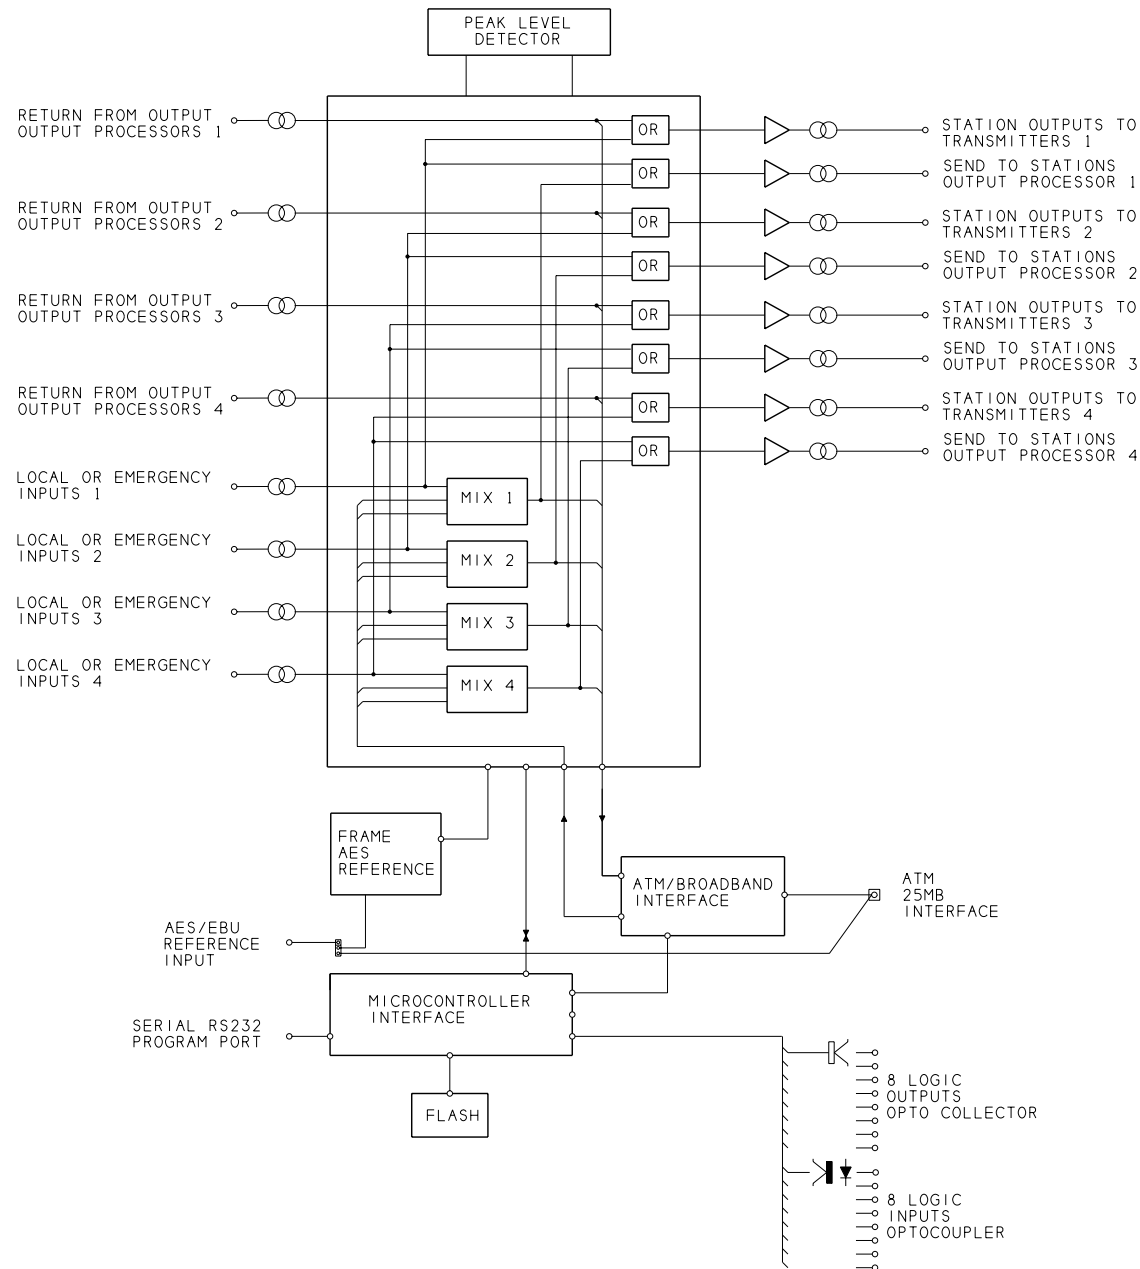 PEAK LEVEL
DETECTOR
RETURN FROM OUTPUT
OUTPUT PROCESSORS 1
OR
STATION OUTPUTS TO
TRANSMITTERS 1
OR
SEND TO STATIONS
OUTPUT PROCESSOR 1
RETURN FROM OUTPUT
OUTPUT PROCESSORS 2
OR
STATION OUTPUTS TO
TRANSMITTERS 2
OR
SEND TO STATIONS
OUTPUT PROCESSOR 2
RETURN FROM OUTPUT
OUTPUT PROCESSORS 3
OR
STATION OUTPUTS TO
TRANSMITTERS 3
OR
SEND TO STATIONS
OUTPUT PROCESSOR 3
RETURN FROM OUTPUT
OUTPUT PROCESSORS 4
OR
STATION OUTPUTS TO
TRANSMITTERS 4
OR
SEND TO STATIONS
OUTPUT PROCESSOR 4
LOCAL OR EMERGENCY
INPUTS 1
MIX 1
LOCAL OR EMERGENCY
INPUTS 2
MIX 2
LOCAL OR EMERGENCY
INPUTS 3
MIX 3
LOCAL OR EMERGENCY
INPUTS 4
MIX 4
FRAME
AES
REFERENCE
ATM/BROADBAND
INTERFACE
ATM
25MB
INTERFACE
AES/EBU
REFERENCE
INPUT
MICROCONTROLLER
INTERFACE
SERIAL RS232
PROGRAM PORT
FLASH
8 LOGIC
OUTPUTS
OPTO COLLECTOR
8 LOGIC
INPUTS
OPTOCOUPLER